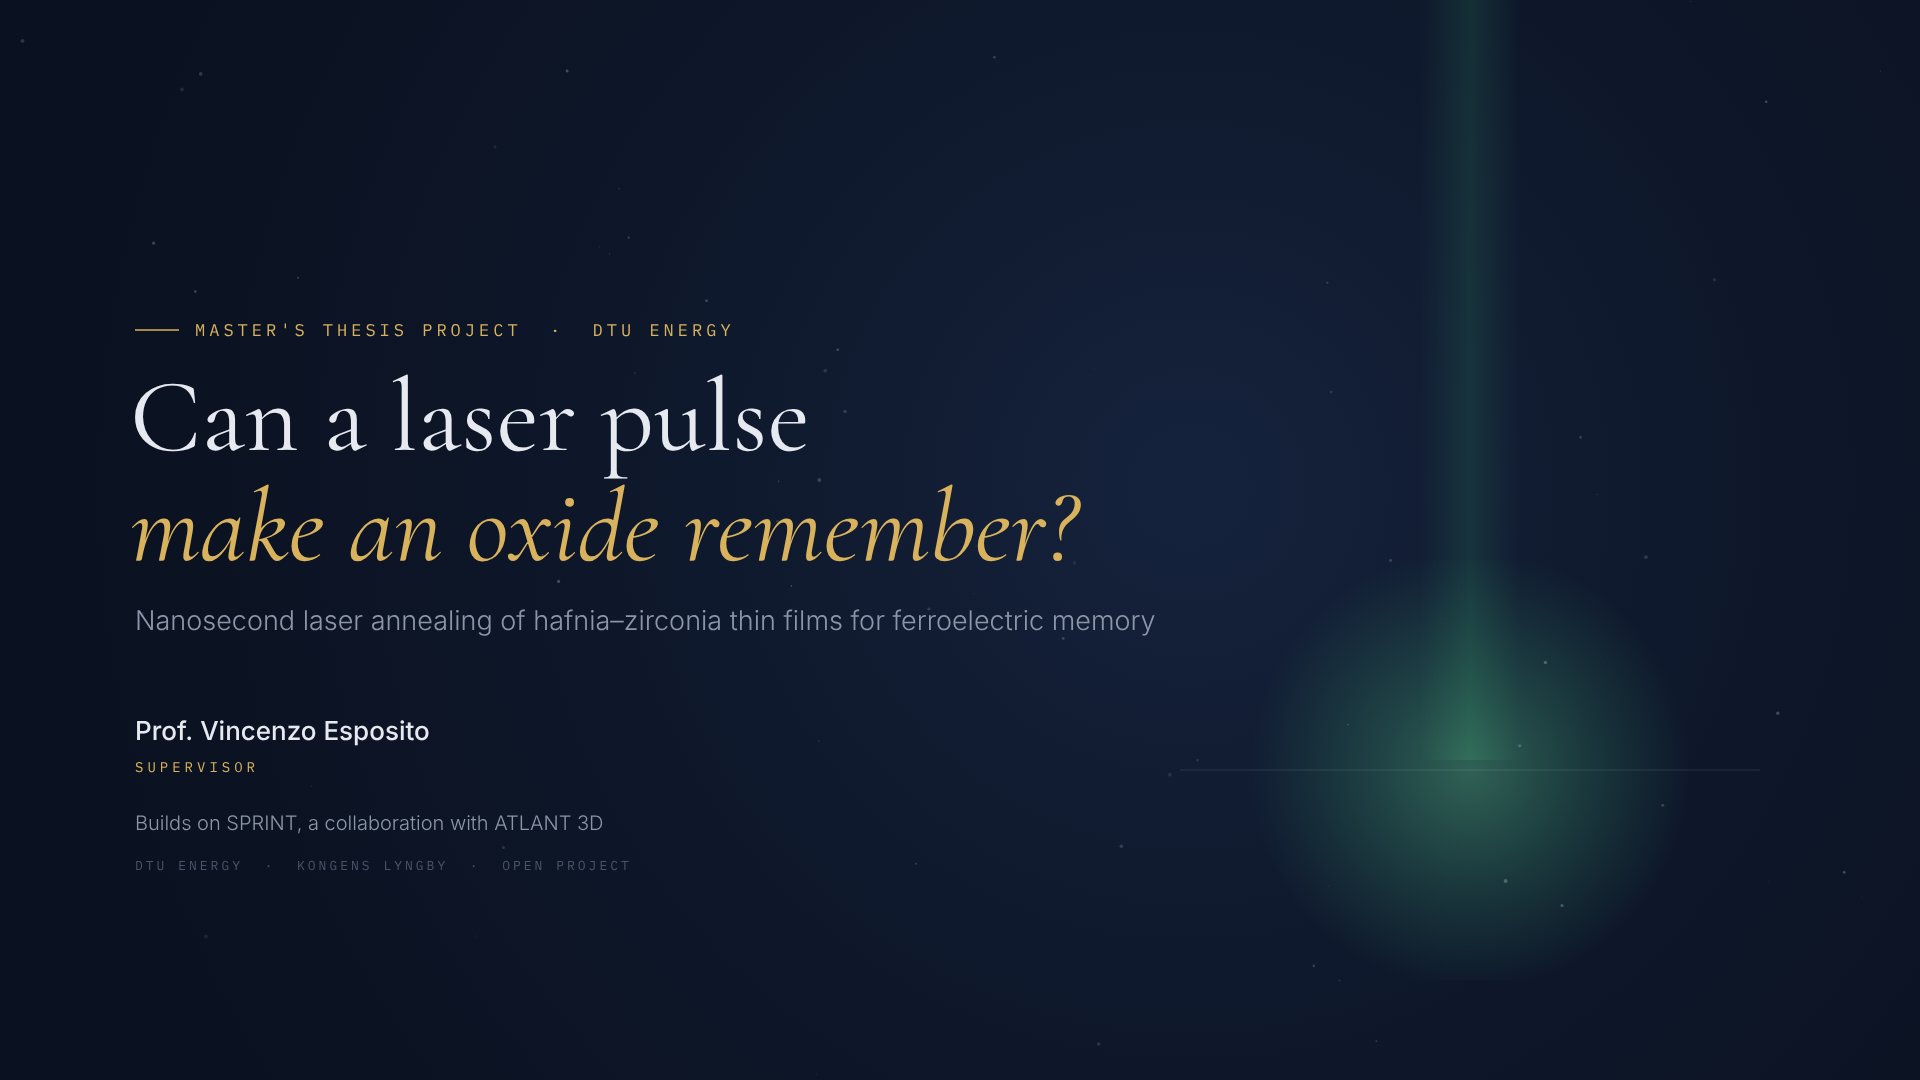 MASTER'S THESIS PROJECT · DTU ENERGY
Can a laser pulse
make an oxide remember?
Nanosecond laser annealing of hafnia–zirconia thin films for ferroelectric memory
Prof. Vincenzo Esposito
SUPERVISOR
Builds on SPRINT, a collaboration with ATLANT 3D
DTU ENERGY · KONGENS LYNGBY · OPEN PROJECT